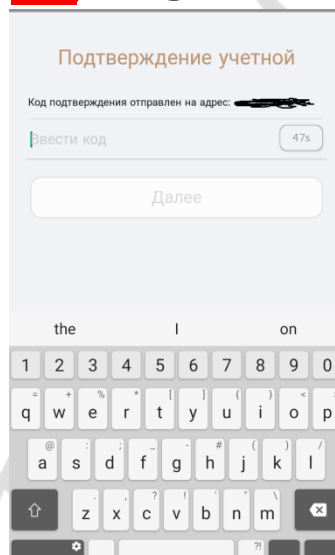 Подтверждение учетной
Код подтверждения отправлен на адрес:
Ввести код 47s
Далее
the I on
1 2 3 4 5 6 7 8 9 0
q w e r t y u i o p
a s d f g h j k l
z x c v b n m